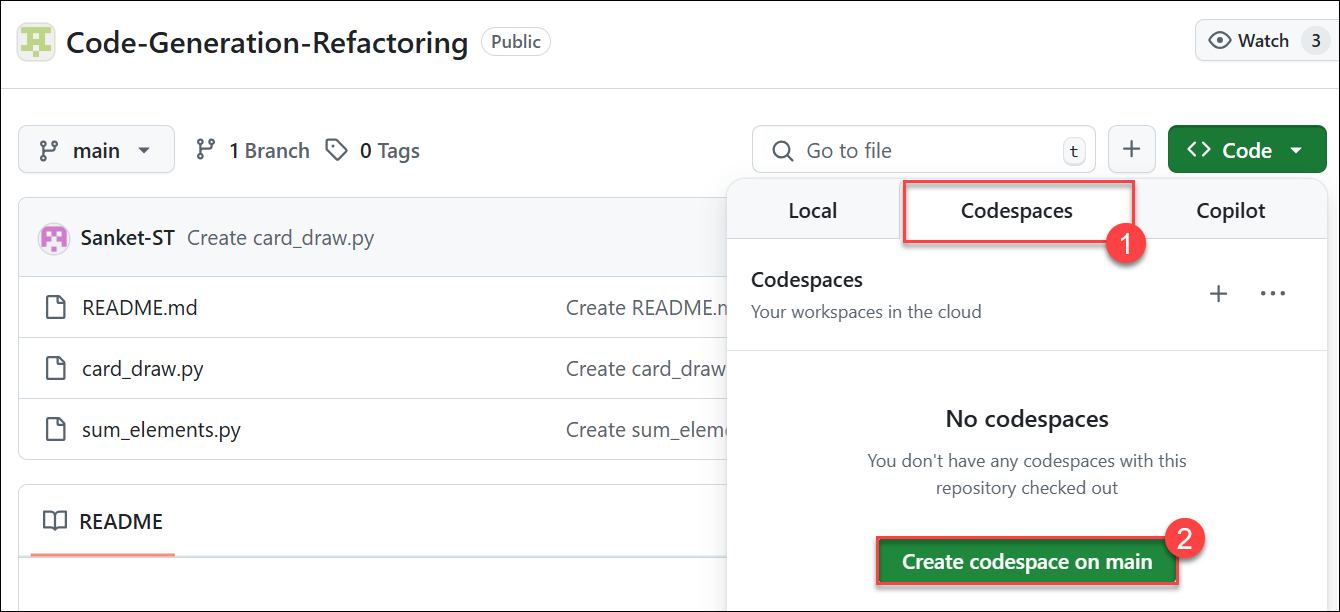 Code-Generation-Refactoring Public
Watch 3
main 1 Branch 0 Tags
Go to file t
Code
Local Codespaces Copilot
1
Sanket-ST Create card_draw.py
README.md Create README.m
card_draw.py Create card_draw
sum_elements.py Create sum_eleme
README
Codespaces
Your workspaces in the cloud
No codespaces
You don't have any codespaces with this
repository checked out
Create codespace on main
2